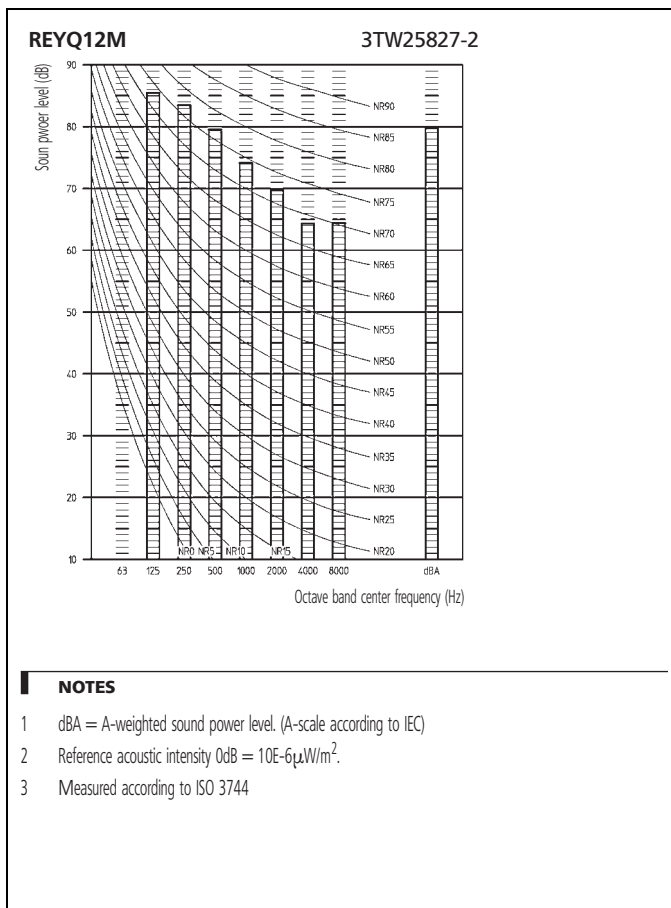 REYQ12M 3TW25827-2
Soun pwoer level (dB)
90
80
70
60
50
40
30
20
10
NR90
NR85
NR80
NR75
NR70
NR65
NR60
NR55
NR50
NR45
NR40
NR35
NR30
NR25
NR20
NR0 NR5 NR10 NR15
63 125 250 500 1000 2000 4000 8000 dBA
Octave band center frequency (Hz)
NOTES
1 dBA = A-weighted sound power level. (A-scale according to IEC)
2 Reference acoustic intensity 0dB = 10E-6µW/m².
3 Measured according to ISO 3744